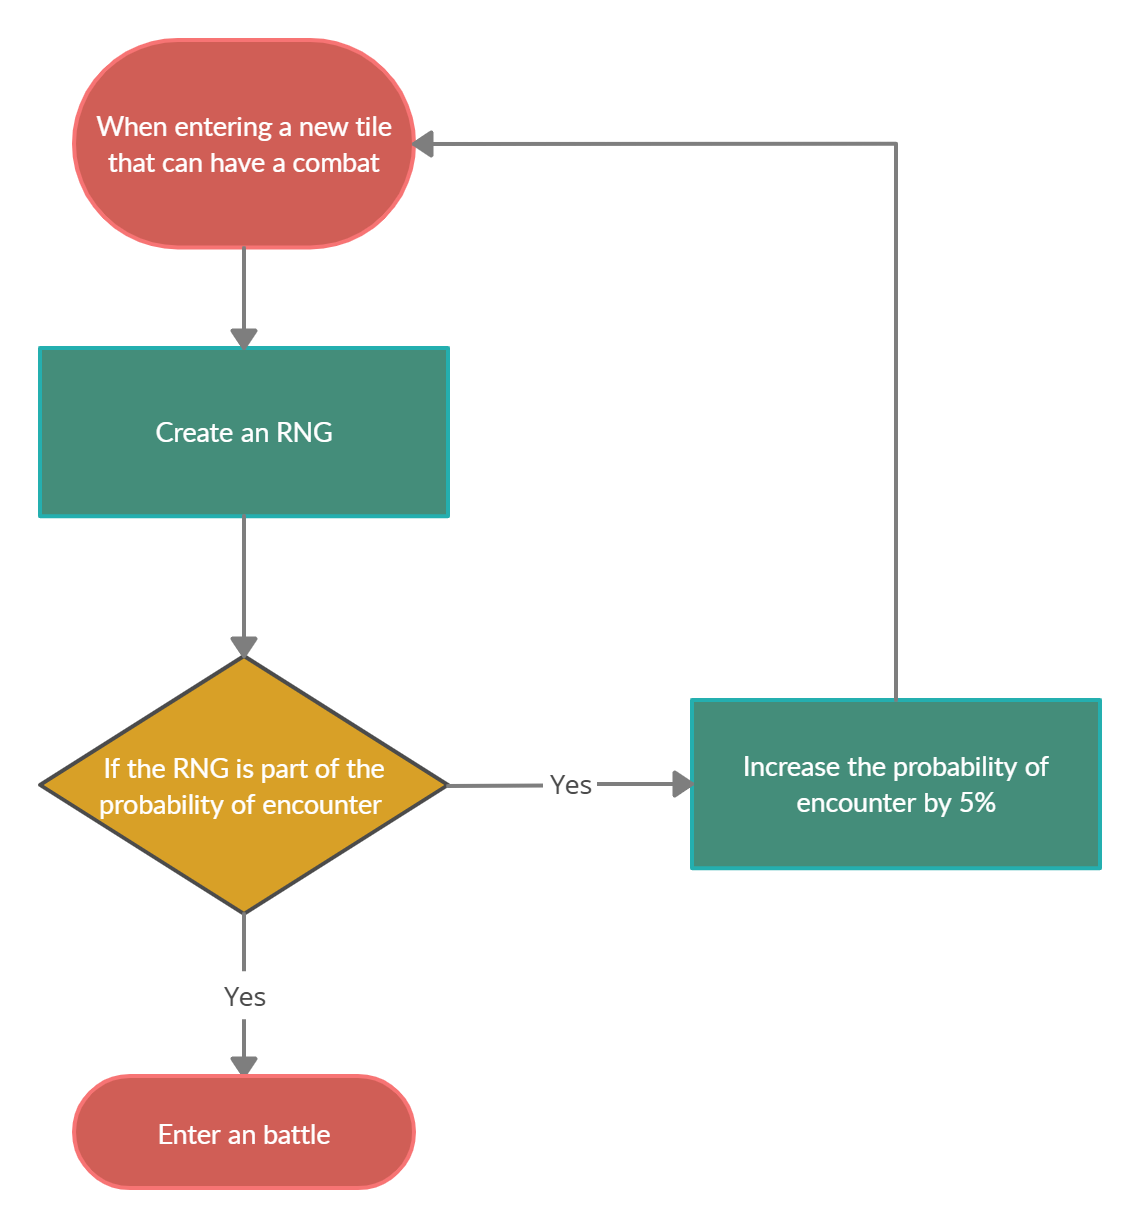 When entering a new tile
that can have a combat
Create an RNG
If the RNG is part of the
probability of encounter
Yes
Increase the probability of
encounter by 5%
Yes
Enter an battle